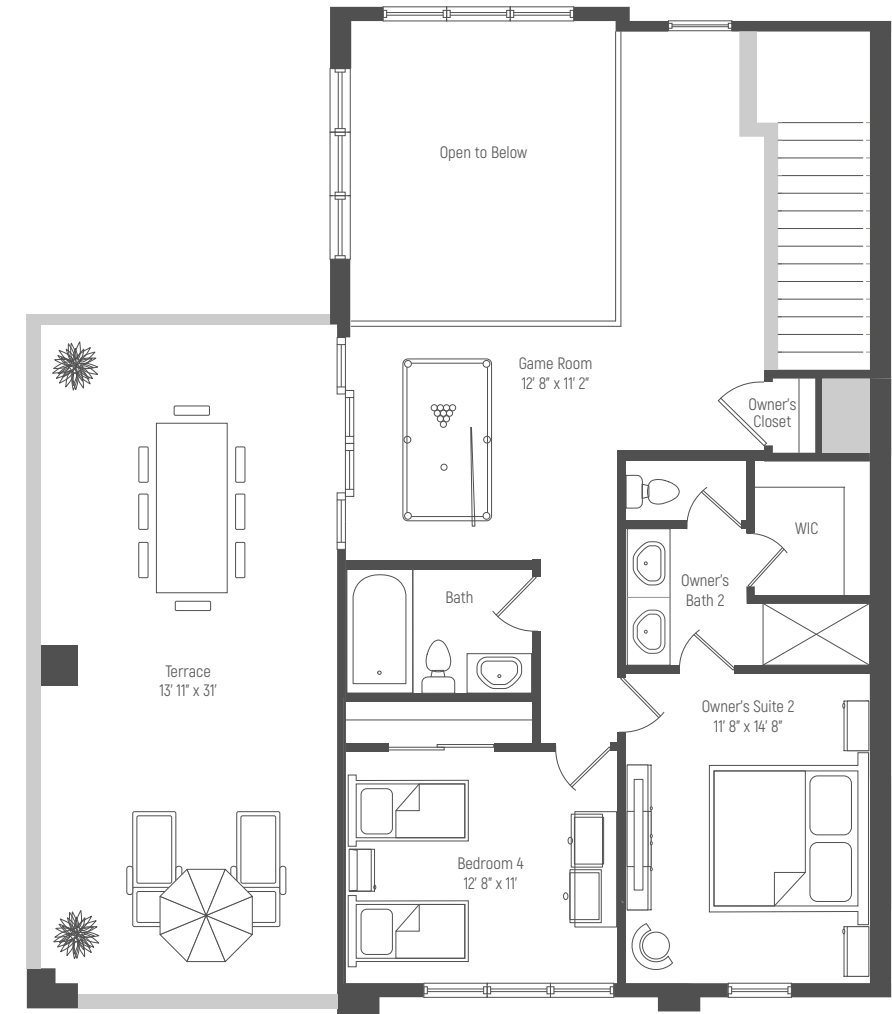 Open to Below
Game Room
12' 8" x 11' 2"
Owner's
Closet
WIC
Owner's
Bath 2
Bath
Terrace
13' 11" x 31'
Owner's Suite 2
11' 8" x 14' 8"
Bedroom 4
12' 8" x 11'